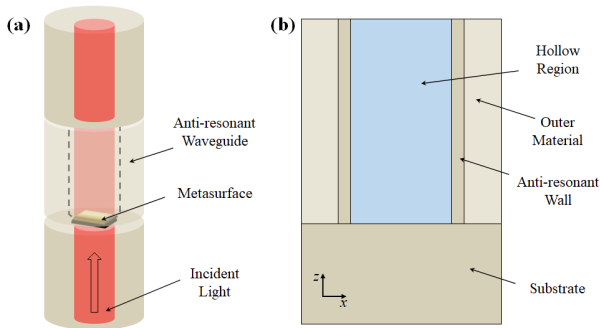 (a)
Anti-resonant
Waveguide
Metasurface
Incident
Light
(b)
Hollow
Region
Outer
Material
Anti-resonant
Wall
Substrate
z
x